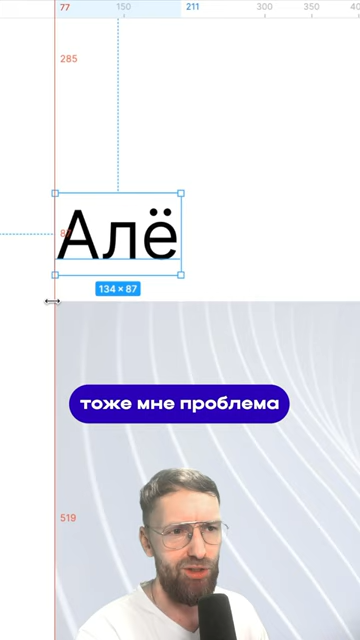 77 150 211 300 350
285
Алё
134 × 87
тоже мне проблема
519